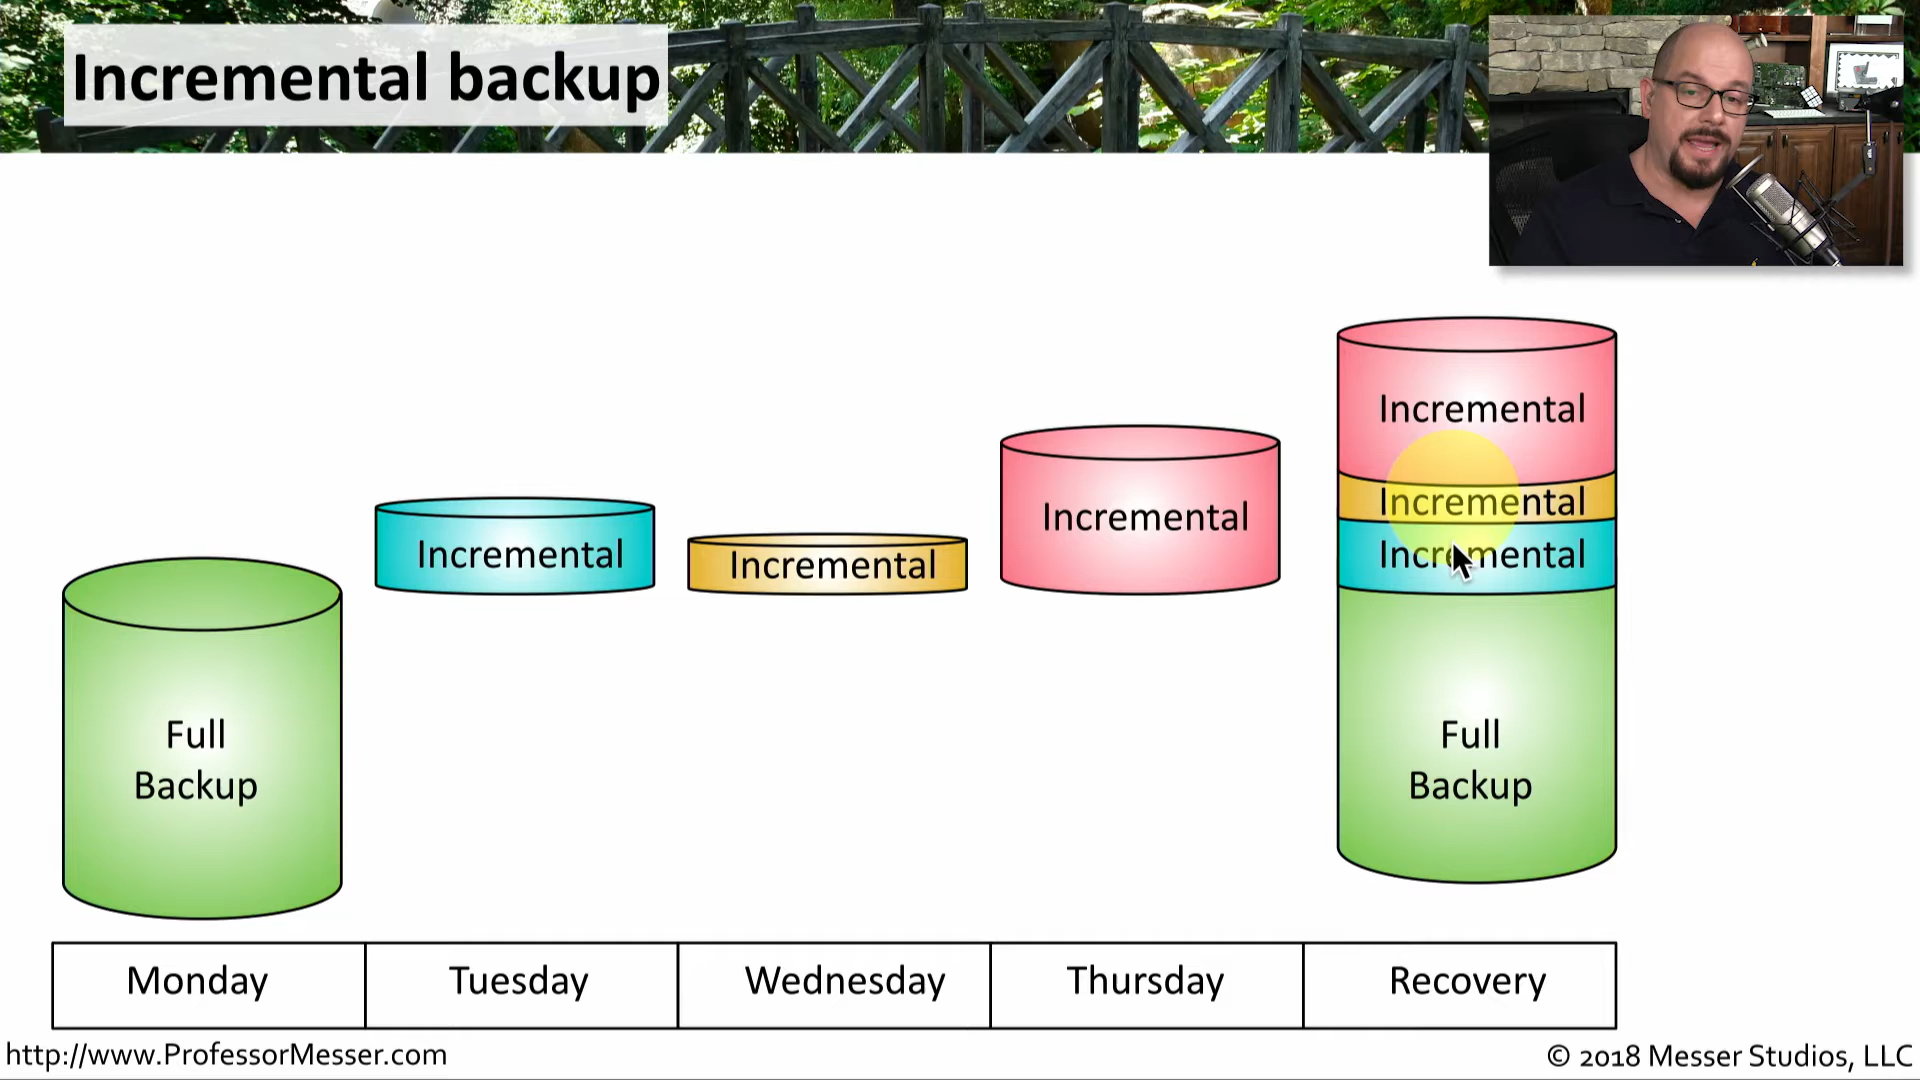 Incremental backup
Incremental
Incremental
Incremental
Incremental
Incremental
Incremental
Full
Backup
Full
Backup
Monday
Tuesday
Wednesday
Thursday
Recovery
http://www.ProfessorMesser.com
© 2018 Messer Studios, LLC